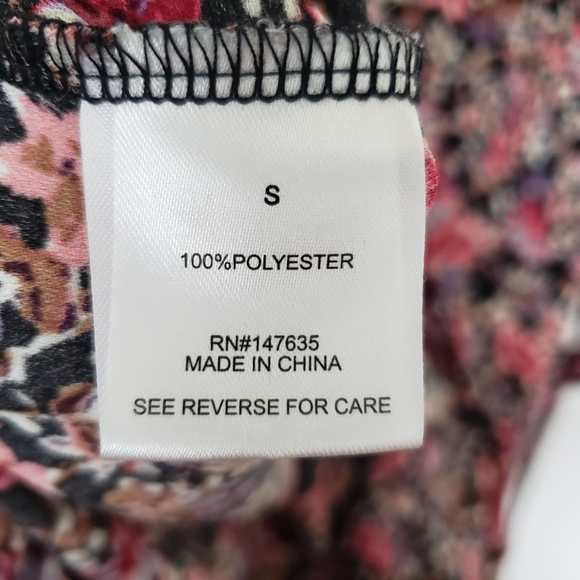 S
100%POLYESTER
RN#147635
MADE IN CHINA
SEE REVERSE FOR CARE